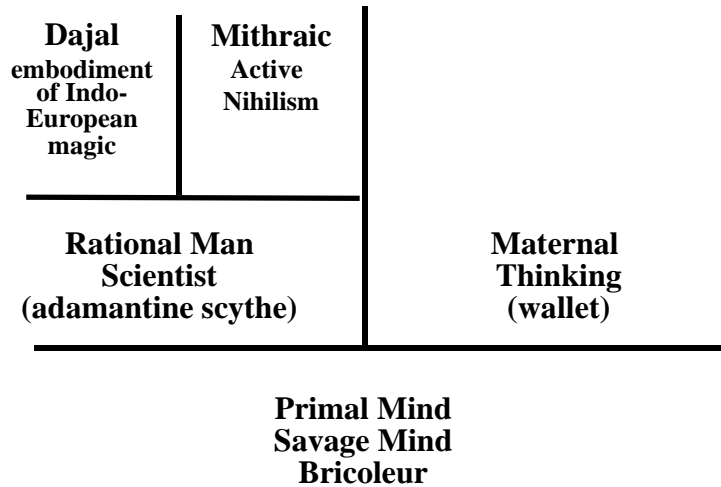 Dajal
embodiment
of Indo-
European
magic
Mithraic
Active
Nihilism
Rational Man
Scientist
(adamantine scythe)
Maternal
Thinking
(wallet)
Primal Mind
Savage Mind
Bricoleur